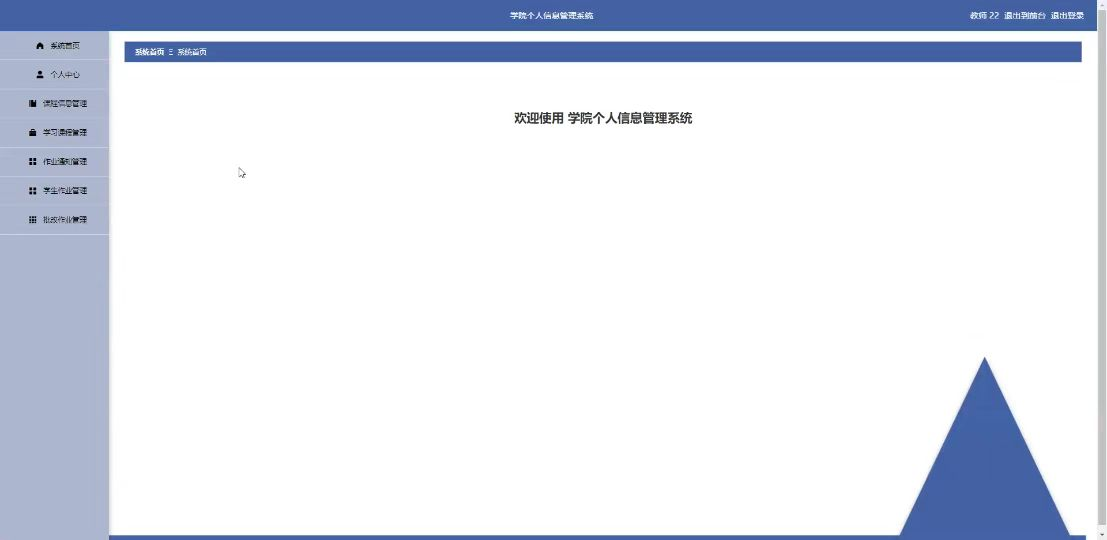 学院个人信息管理系统
教师 22 退出到前台 退出登录
系统首页
个人中心
课程信息管理
学习课程管理
作业通知管理
学生作业管理
批改作业管理
系统首页 Ξ 系统首页
欢迎使用 学院个人信息管理系统